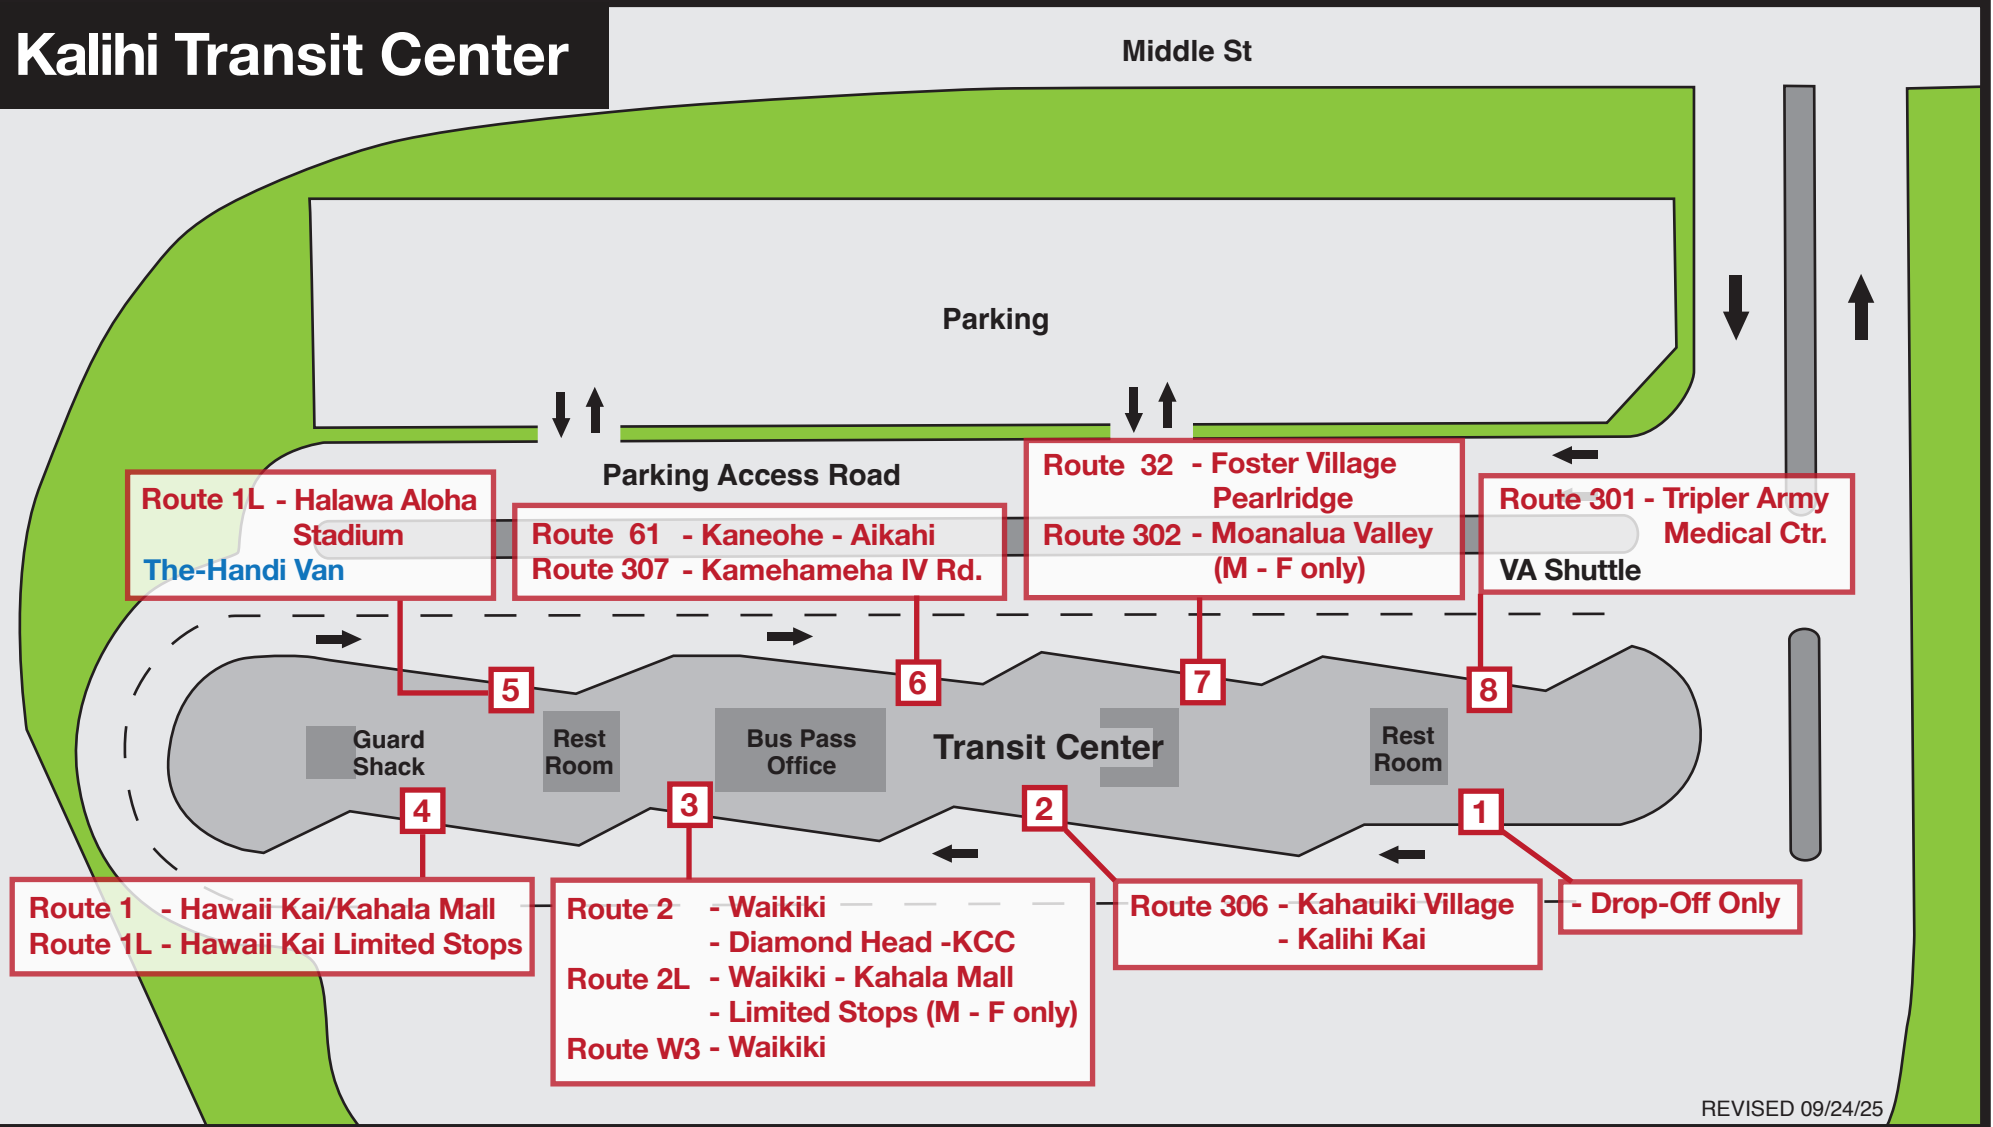 Kalihi Transit Center
Middle St
Parking
Parking Access Road
Route 1L - Halawa Aloha
Stadium
The-Handi Van
Route 61 - Kaneohe - Aikahi
Route 307 - Kamehameha IV Rd.
Route 32 - Foster Village
Pearlridge
Route 302 - Moanalua Valley
(M - F only)
Route 301 - Tripler Army
Medical Ctr.
VA Shuttle
5
6
7
8
Guard
Shack
Rest
Room
Bus Pass
Office
Transit Center
Rest
Room
4
3
2
1
Route 1 - Hawaii Kai/Kahala Mall
Route 1L - Hawaii Kai Limited Stops
Route 2 - Waikiki
- Diamond Head -KCC
Route 2L - Waikiki - Kahala Mall
- Limited Stops (M - F only)
Route W3 - Waikiki
Route 306 - Kahauiki Village
- Kalihi Kai
- Drop-Off Only
REVISED 09/24/25